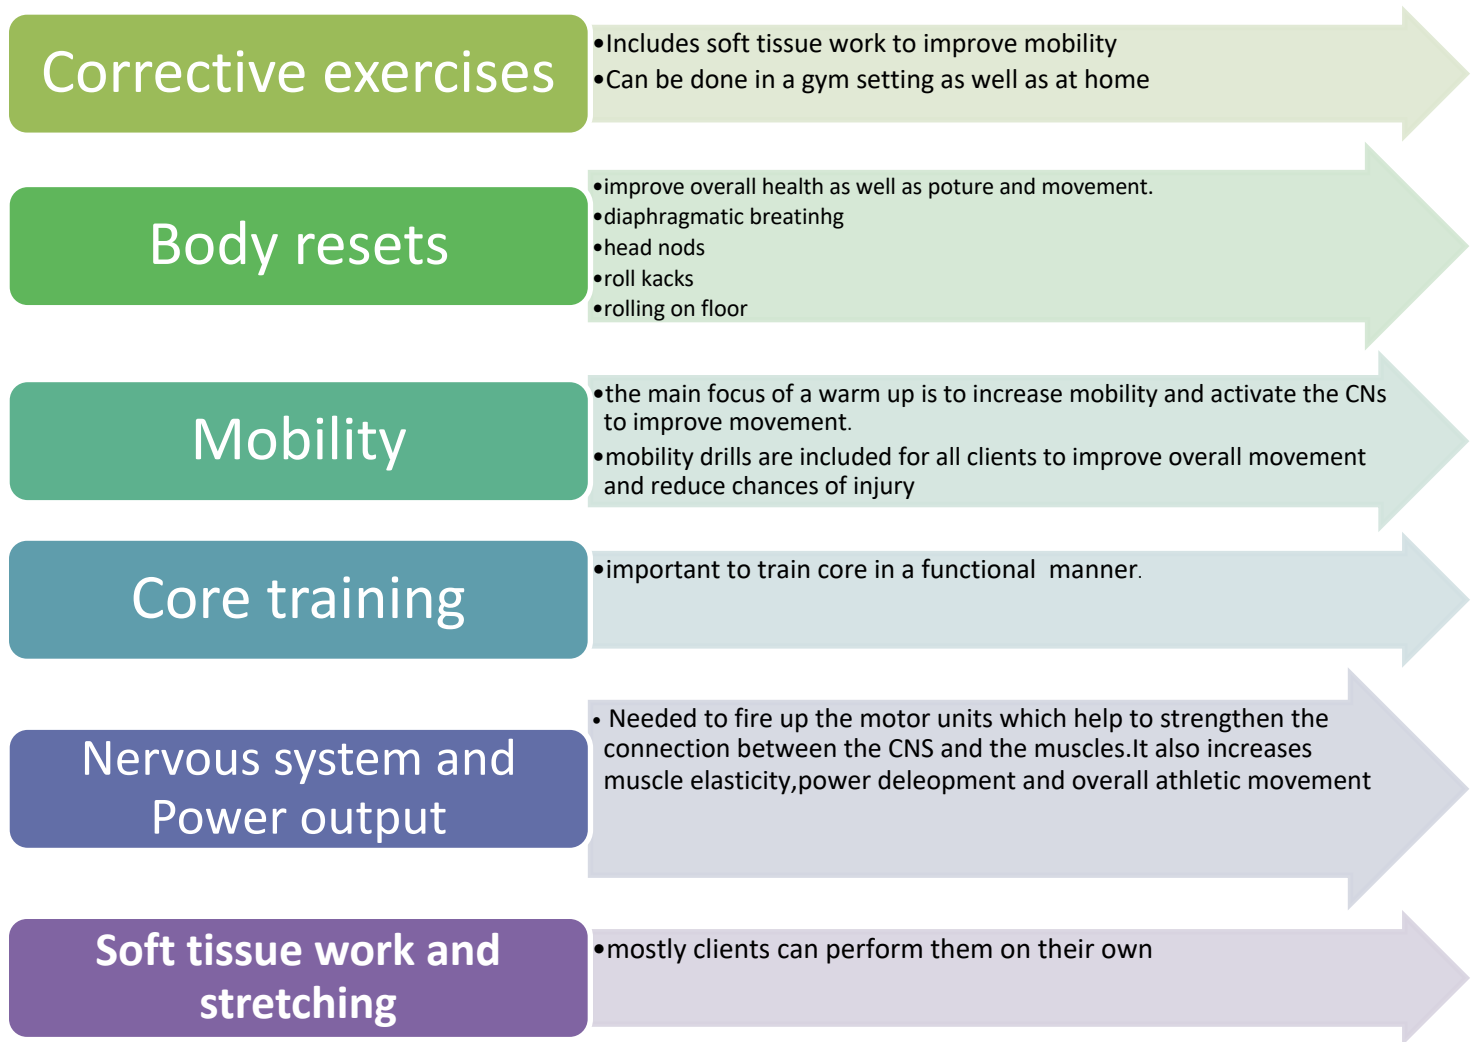 Corrective exercises
•Includes soft tissue work to improve mobility
•Can be done in a gym setting as well as at home
Body resets
•improve overall health as well as poture and movement.
•diaphragmatic breatinhg
•head nods
•roll kacks
•rolling on floor
Mobility
•the main focus of a warm up is to increase mobility and activate the CNs
to improve movement.
•mobility drills are included for all clients to improve overall movement
and reduce chances of injury
Core training
•important to train core in a functional  manner.
Nervous system and
Power output
• Needed to fire up the motor units which help to strengthen the
connection between the CNS and the muscles.It also increases
muscle elasticity,power deleopment and overall athletic movement
Soft tissue work and
stretching
•mostly clients can perform them on their own